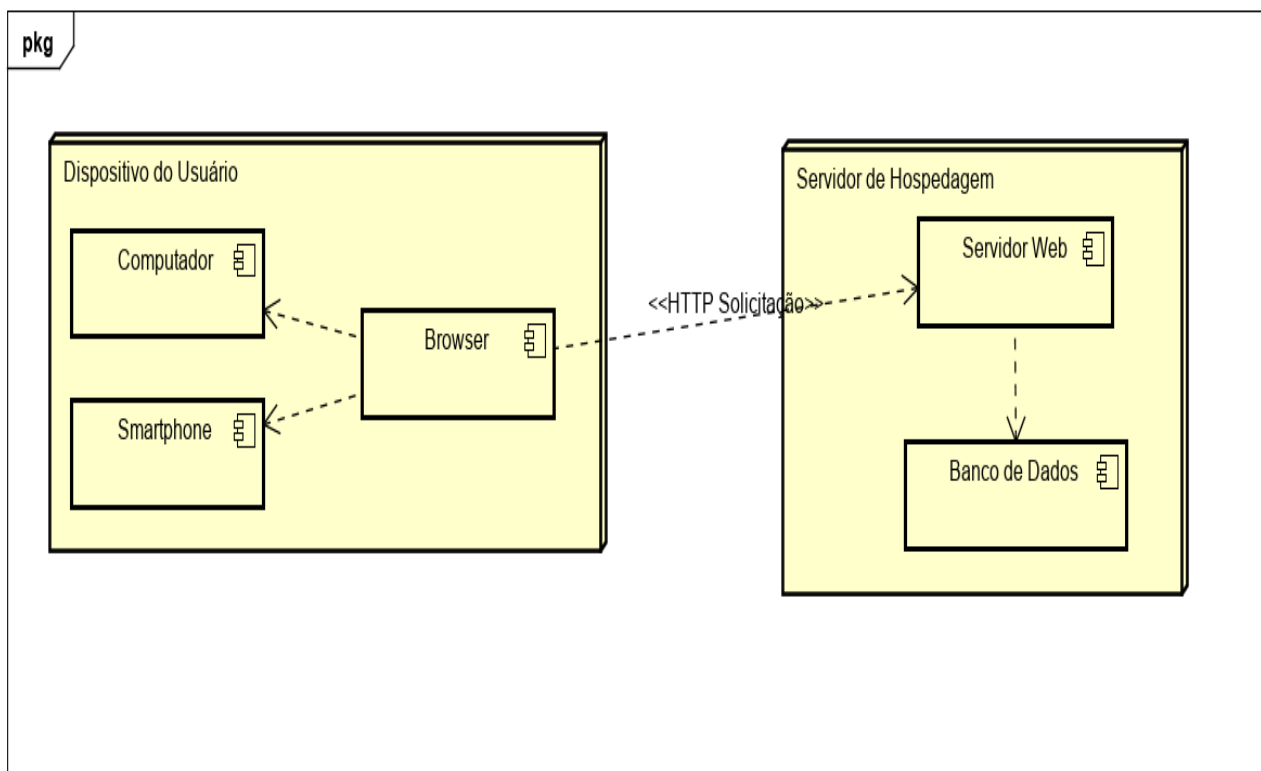 pkg
Dispositivo do Usuário
Computador
Browser
Smartphone
<<HTTP Solicitação>>
Servidor de Hospedagem
Servidor Web
Banco de Dados